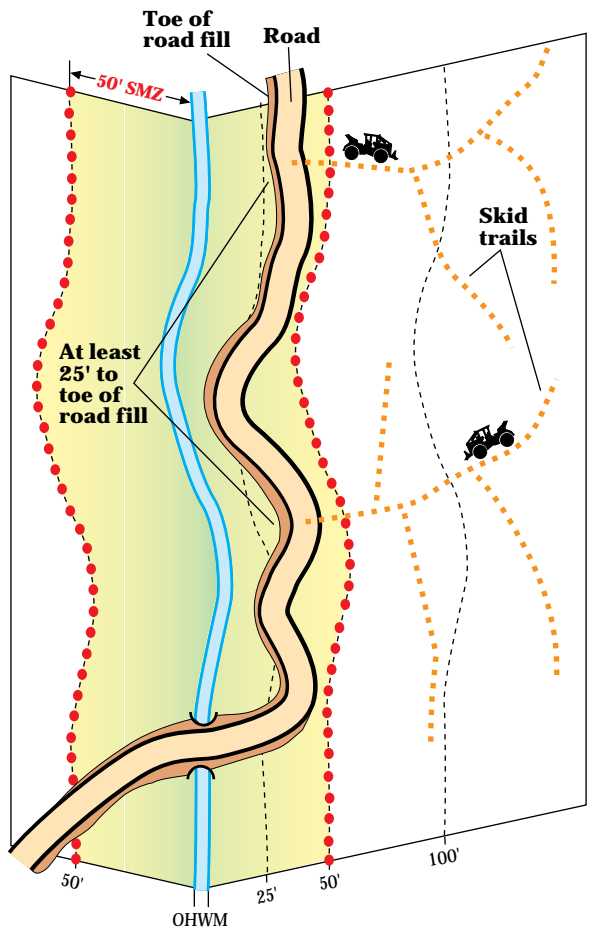 Toe of
road fill
Road
50' SMZ
Skid
trails
At least
25' to
toe of
road fill
50'
OHWM
25'
50'
100'